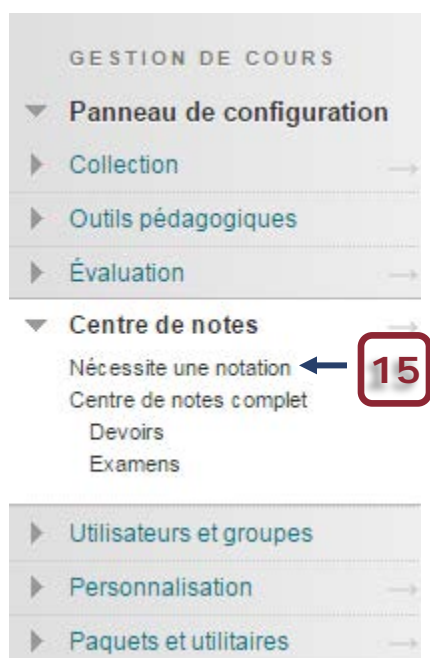 GESTION DE COURS
Panneau de configuration
Collection
Outils pédagogiques
Évaluation
Centre de notes
Nécessite une notation 15
Centre de notes complet
Devoirs
Examens
Utilisateurs et groupes
Personnalisation
Paquets et utilitaires